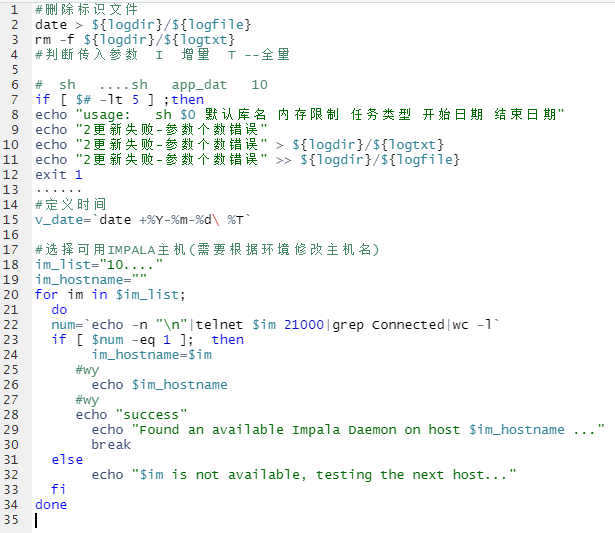 1 #删除标识文件
2 date > ${logdir}/${logfile}
3 rm -f ${logdir}/${logtxt}
4 #判断传入参数  I  增量  T --全量
5
6 #  sh   ....sh   app_dat   10
7 if [ $# -lt 5 ] ;then
8 echo "usage:   sh $0 默认库名 内存限制 任务类型 开始日期 结束日期"
9 echo "2更新失败-参数个数错误"
10 echo "2更新失败-参数个数错误" > ${logdir}/${logtxt}
11 echo "2更新失败-参数个数错误" >> ${logdir}/${logfile}
12 exit 1
13 ......
14 #定义时间
15 v_date=`date +%Y-%m-%d\ %T`
16
17 #选择可用IMPALA主机(需要根据环境修改主机名)
18 im_list="10...."
19 im_hostname=""
20 for im in $im_list;
21   do
22   num=`echo -n "\n"|telnet $im 21000|grep Connected|wc -l`
23   if [ $num -eq 1 ];  then
24        im_hostname=$im
25      #wy
26        echo $im_hostname
27      #wy
28      echo "success"
29        echo "Found an available Impala Daemon on host $im_hostname ..."
30        break
31   else
32        echo "$im is not available, testing the next host..."
33   fi
34 done
35